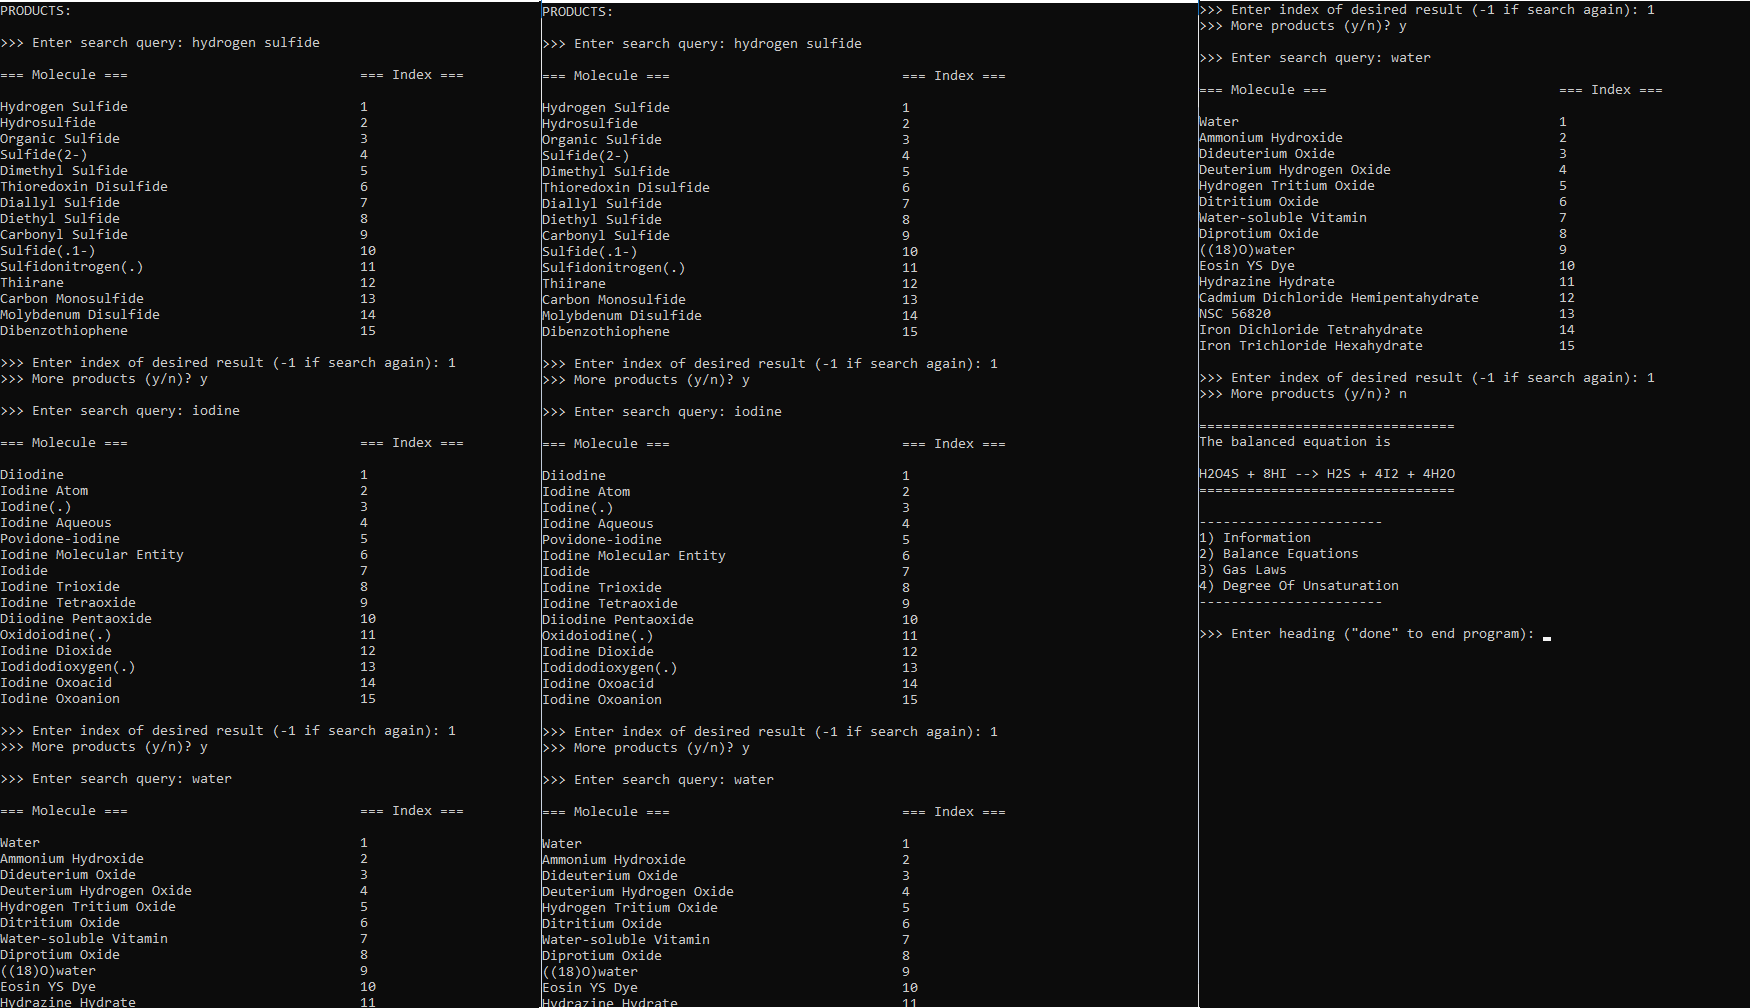 PRODUCTS:
>>> Enter search query: hydrogen sulfide
=== Molecule === === Index ===
Hydrogen Sulfide 1
Hydrosulfide 2
Organic Sulfide 3
Sulfide(2-) 4
Dimethyl Sulfide 5
Thioredoxin Disulfide 6
Diallyl Sulfide 7
Diethyl Sulfide 8
Carbonyl Sulfide 9
Sulfide(.1-) 10
Sulfidonitrogen(.) 11
Thiirane 12
Carbon Monosulfide 13
Molybdenum Disulfide 14
Dibenzothiophene 15
>>> Enter index of desired result (-1 if search again): 1
>>> More products (y/n)? y
>>> Enter search query: iodine
=== Molecule === === Index ===
Diiodine 1
Iodine Atom 2
Iodine(.) 3
Iodine Aqueous 4
Povidone-iodine 5
Iodine Molecular Entity 6
Iodide 7
Iodine Trioxide 8
Iodine Tetraoxide 9
Diiodine Pentaoxide 10
Oxidoiodine(.) 11
Iodine Dioxide 12
Iodidodioxygen(.) 13
Iodine Oxoacid 14
Iodine Oxoanion 15
>>> Enter index of desired result (-1 if search again): 1
>>> More products (y/n)? y
>>> Enter search query: water
=== Molecule === === Index ===
Water 1
Ammonium Hydroxide 2
Dideuterium Oxide 3
Deuterium Hydrogen Oxide 4
Hydrogen Tritium Oxide 5
Ditritium Oxide 6
Water-soluble Vitamin 7
Diprotium Oxide 8
((18)O)water 9
Eosin YS Dye 10
Hydrazine Hydrate 11
PRODUCTS:
>>> Enter search query: hydrogen sulfide
=== Molecule === === Index ===
Hydrogen Sulfide 1
Hydrosulfide 2
Organic Sulfide 3
Sulfide(2-) 4
Dimethyl Sulfide 5
Thioredoxin Disulfide 6
Diallyl Sulfide 7
Diethyl Sulfide 8
Carbonyl Sulfide 9
Sulfide(.1-) 10
Sulfidonitrogen(.) 11
Thiirane 12
Carbon Monosulfide 13
Molybdenum Disulfide 14
Dibenzothiophene 15
>>> Enter index of desired result (-1 if search again): 1
>>> More products (y/n)? y
>>> Enter search query: iodine
=== Molecule === === Index ===
Diiodine 1
Iodine Atom 2
Iodine(.) 3
Iodine Aqueous 4
Povidone-iodine 5
Iodine Molecular Entity 6
Iodide 7
Iodine Trioxide 8
Iodine Tetraoxide 9
Diiodine Pentaoxide 10
Oxidoiodine(.) 11
Iodine Dioxide 12
Iodidodioxygen(.) 13
Iodine Oxoacid 14
Iodine Oxoanion 15
>>> Enter index of desired result (-1 if search again): 1
>>> More products (y/n)? y
>>> Enter search query: water
=== Molecule === === Index ===
Water 1
Ammonium Hydroxide 2
Dideuterium Oxide 3
Deuterium Hydrogen Oxide 4
Hydrogen Tritium Oxide 5
Ditritium Oxide 6
Water-soluble Vitamin 7
Diprotium Oxide 8
((18)O)water 9
Eosin YS Dye 10
Hydrazine Hydrate 11
>>> Enter index of desired result (-1 if search again): 1
>>> More products (y/n)? y
>>> Enter search query: water
=== Molecule === === Index ===
Water 1
Ammonium Hydroxide 2
Dideuterium Oxide 3
Deuterium Hydrogen Oxide 4
Hydrogen Tritium Oxide 5
Ditritium Oxide 6
Water-soluble Vitamin 7
Diprotium Oxide 8
((18)O)water 9
Eosin YS Dye 10
Hydrazine Hydrate 11
Cadmium Dichloride Hemipentahydrate 12
NSC 56820 13
Iron Dichloride Tetrahydrate 14
Iron Trichloride Hexahydrate 15
>>> Enter index of desired result (-1 if search again): 1
>>> More products (y/n)? n
================================
The balanced equation is
H2O4S + 8HI --> H2S + 4I2 + 4H2O
================================
-----------------------
1) Information
2) Balance Equations
3) Gas Laws
4) Degree Of Unsaturation
-----------------------
>>> Enter heading ("done" to end program):